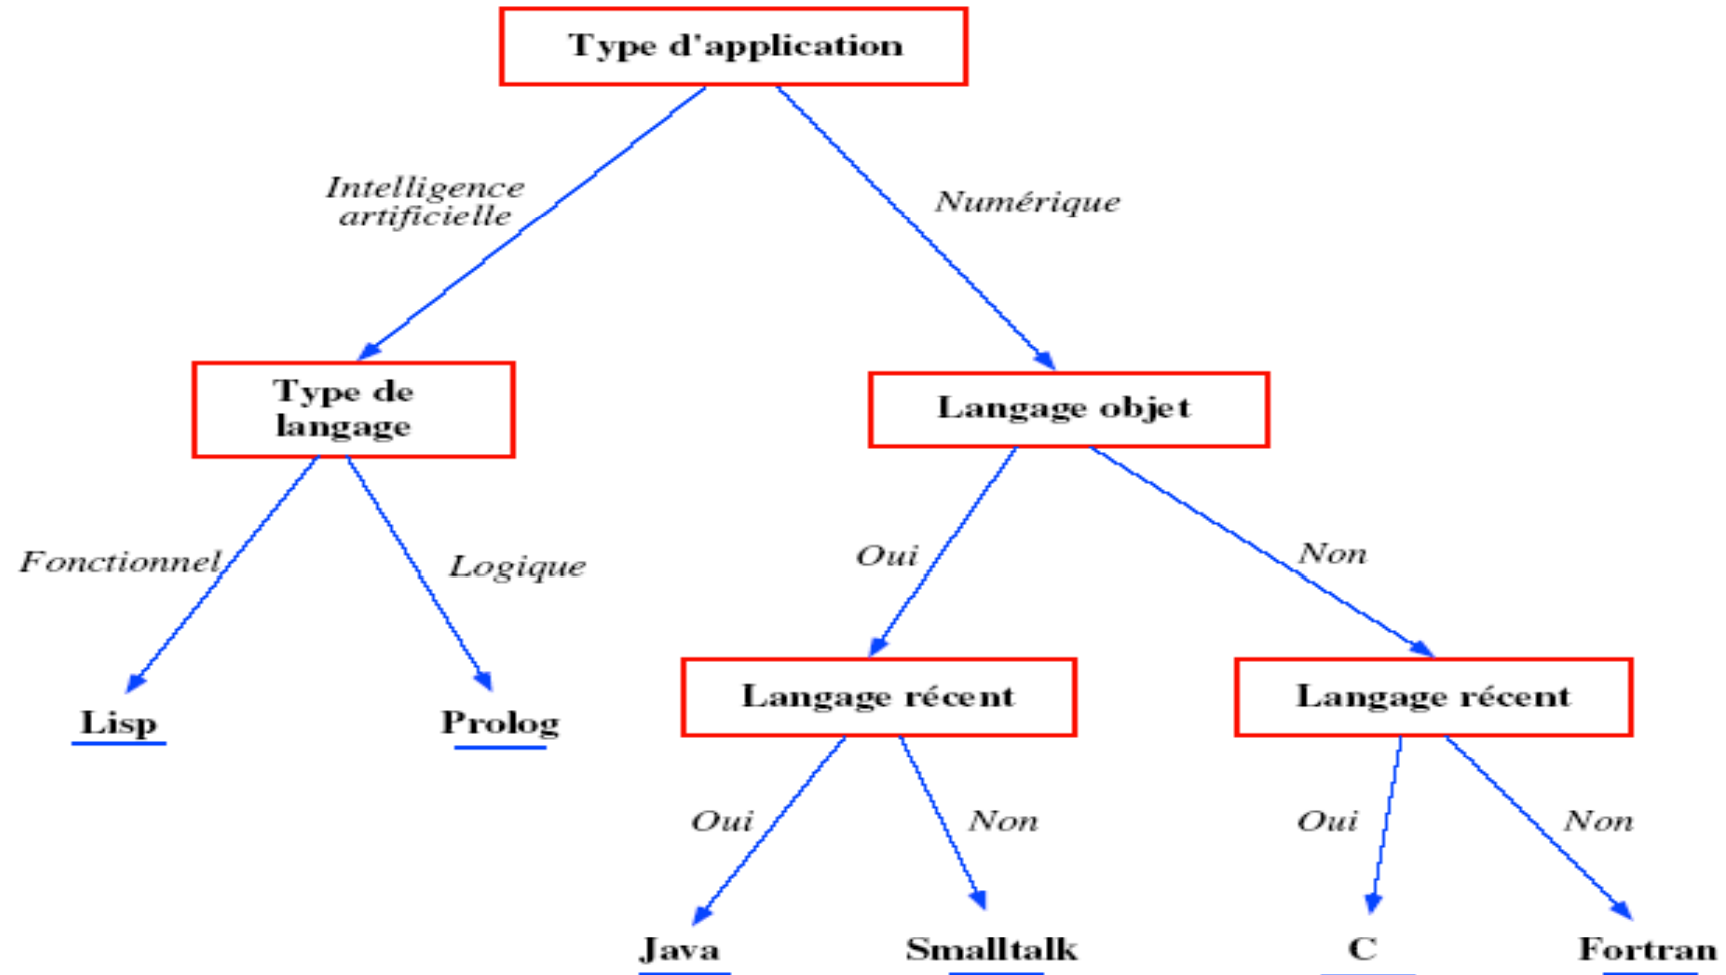 Type d'application
Intelligence
artificielle
Numérique
Type de
langage
Langage objet
Fonctionnel
Logique
Oui
Non
Lisp
Prolog
Langage récent
Langage récent
Oui
Non
Oui
Non
Java
Smalltalk
C
Fortran